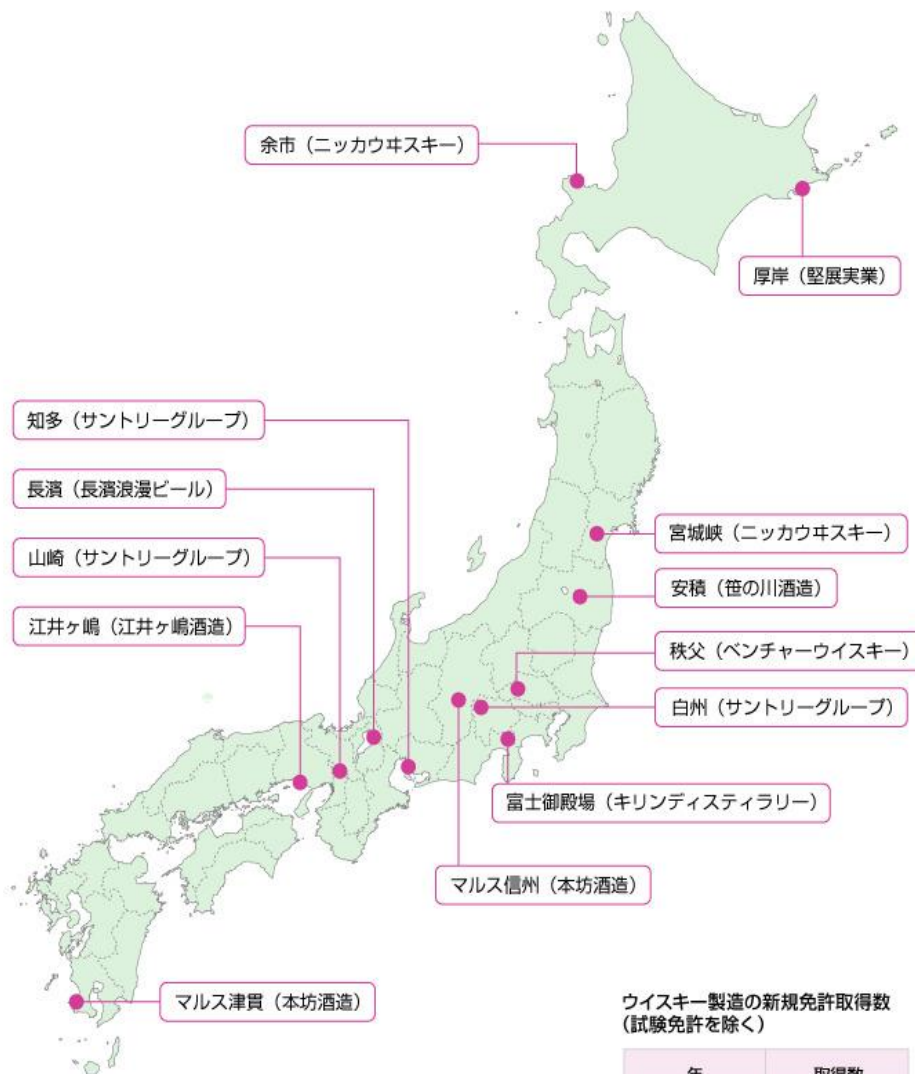 余市（ニッカウヰスキー）
厚岸（堅展実業）
知多（サントリーグループ）
長濱（長濱浪漫ビール）
山崎（サントリーグループ）
江井ヶ嶋（江井ヶ嶋酒造）
宮城峡（ニッカウヰスキー）
安積（笹の川酒造）
秩父（ベンチャーウイスキー）
白州（サントリーグループ）
富士御殿場（キリンディスティラリー）
マルス信州（本坊酒造）
マルス津貫（本坊酒造）
ウイスキー製造の新規免許取得数
（試験免許を除く）
年 取得数